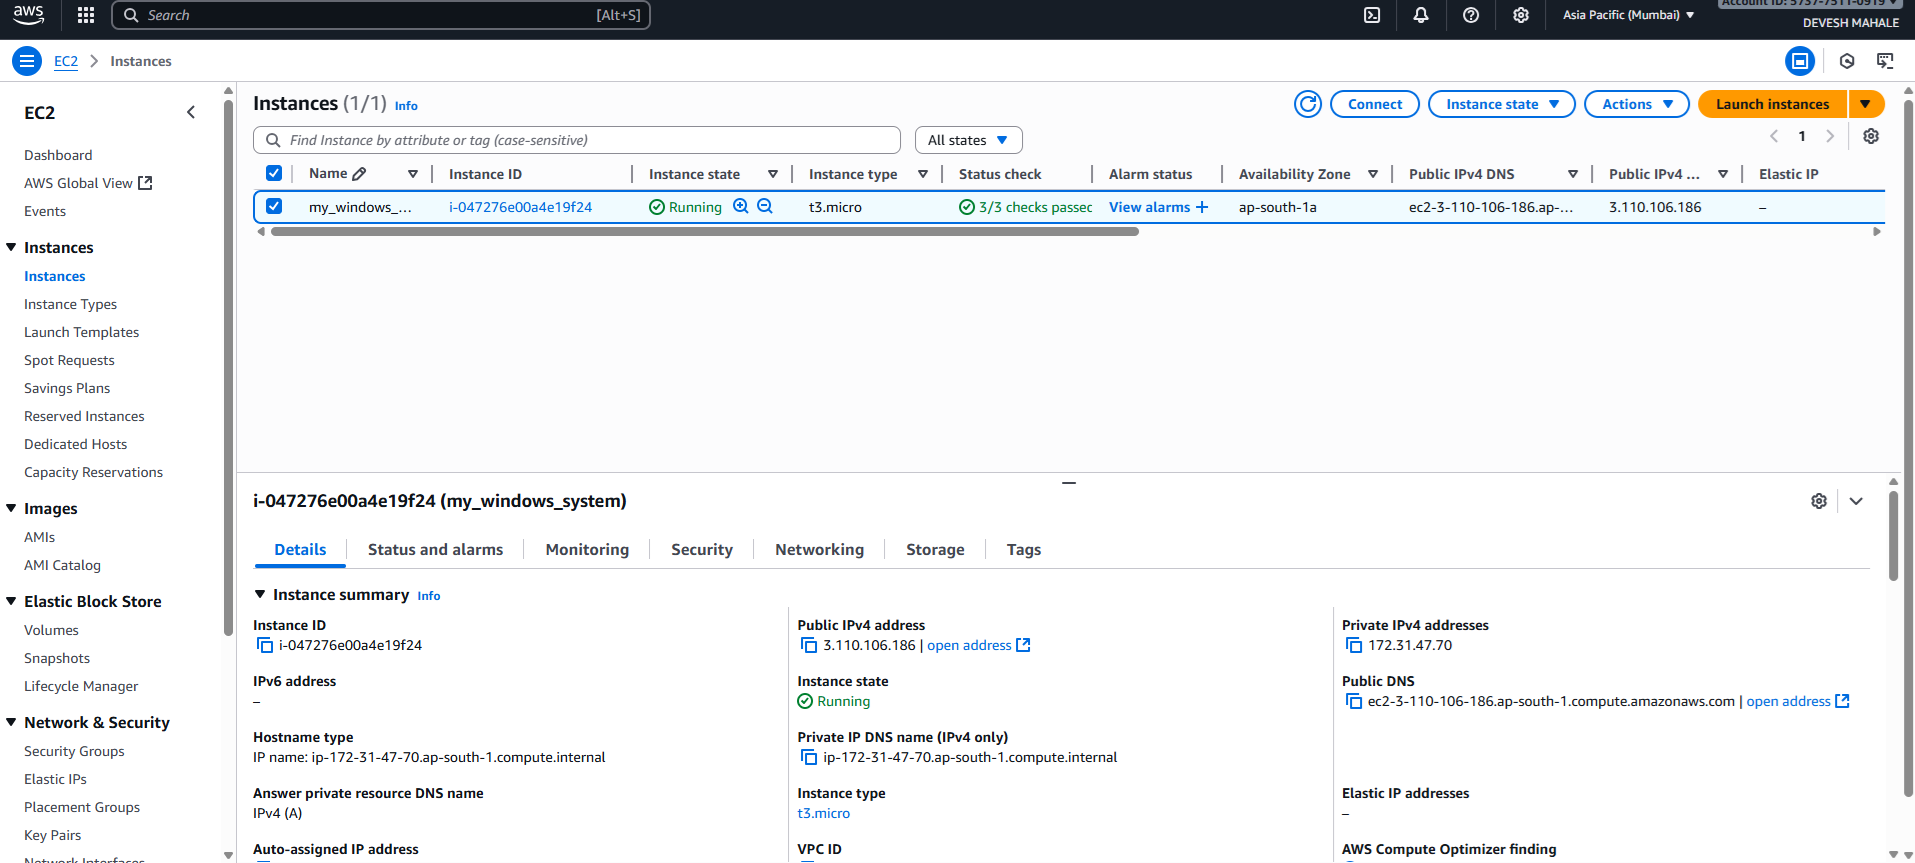 aws
Search [Alt+S]
Asia Pacific (Mumbai)
Account ID: 5737-7511-0919
DEVESH MAHALE
EC2 Instances
EC2
Dashboard
AWS Global View
Events
Instances
Instances
Instance Types
Launch Templates
Spot Requests
Savings Plans
Reserved Instances
Dedicated Hosts
Capacity Reservations
Images
AMIs
AMI Catalog
Elastic Block Store
Volumes
Snapshots
Lifecycle Manager
Network & Security
Security Groups
Elastic IPs
Placement Groups
Key Pairs
Network Interfaces
Instances (1/1) Info
Connect Instance state Actions Launch instances
Find Instance by attribute or tag (case-sensitive) All states 1
Name Instance ID Instance state Instance type Status check Alarm status Availability Zone Public IPv4 DNS Public IPv4 ... Elastic IP
my_windows_... i-047276e00a4e19f24 Running t3.micro 3/3 checks passed View alarms + ap-south-1a ec2-3-110-106-186.ap-... 3.110.106.186 –
i-047276e00a4e19f24 (my_windows_system)
Details Status and alarms Monitoring Security Networking Storage Tags
Instance summary Info
Instance ID
i-047276e00a4e19f24
Public IPv4 address
3.110.106.186 | open address
Private IPv4 addresses
172.31.47.70
IPv6 address
–
Instance state
Running
Public DNS
ec2-3-110-106-186.ap-south-1.compute.amazonaws.com | open address
Hostname type
IP name: ip-172-31-47-70.ap-south-1.compute.internal
Private IP DNS name (IPv4 only)
ip-172-31-47-70.ap-south-1.compute.internal
Answer private resource DNS name
IPv4 (A)
Instance type
t3.micro
Elastic IP addresses
–
Auto-assigned IP address
VPC ID
AWS Compute Optimizer finding